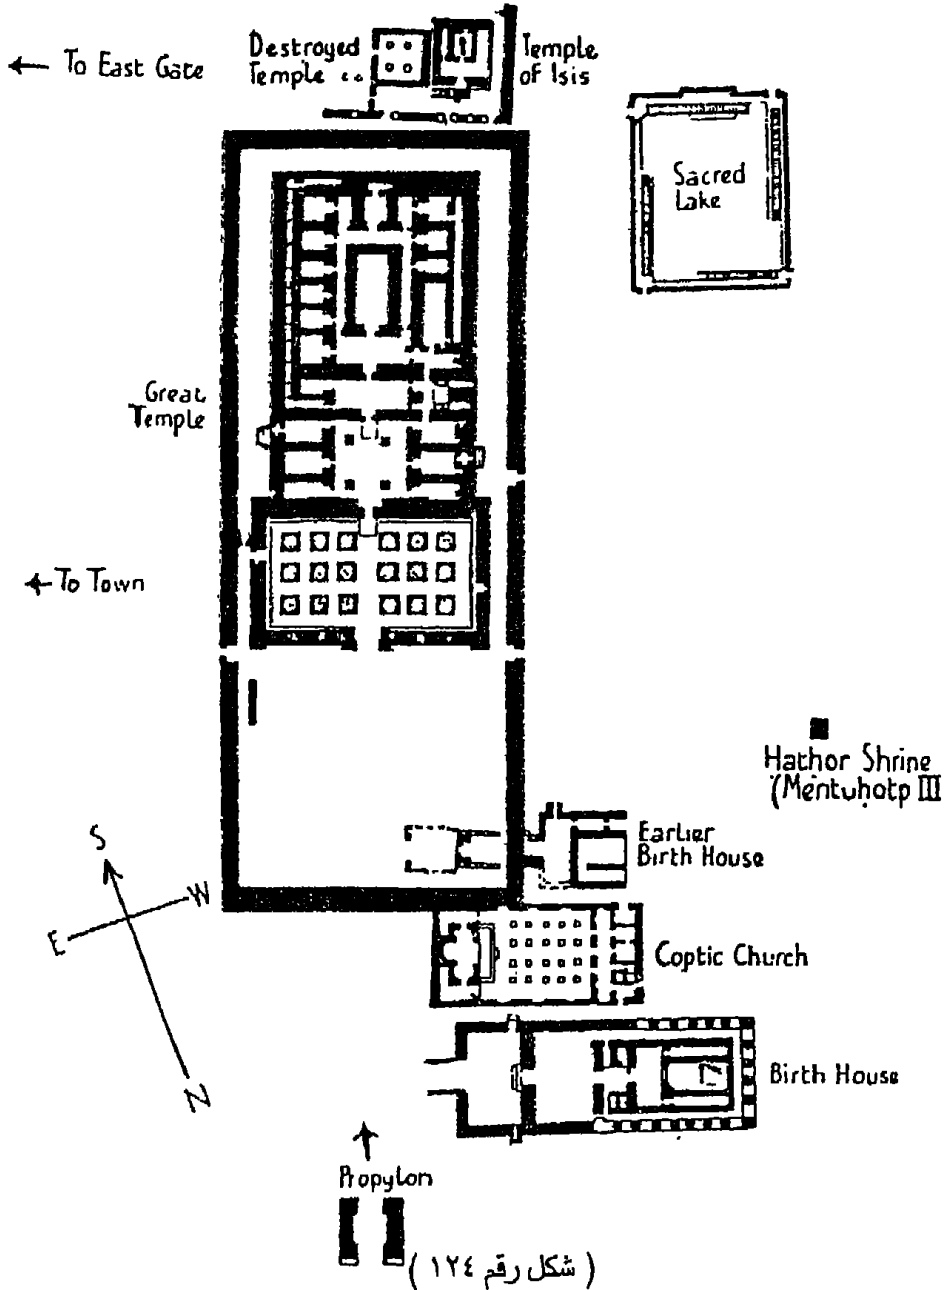 ← To East Gate
Destroyed
Temple
Temple
of Isis
Sacred
Lake
Great
Temple
← To Town
Hathor Shrine
(Mentuhotp III
Earlier
Birth House
S
W
E
N
Coptic Church
Birth House
Propylon
( شكل رقم ١٢٤ )